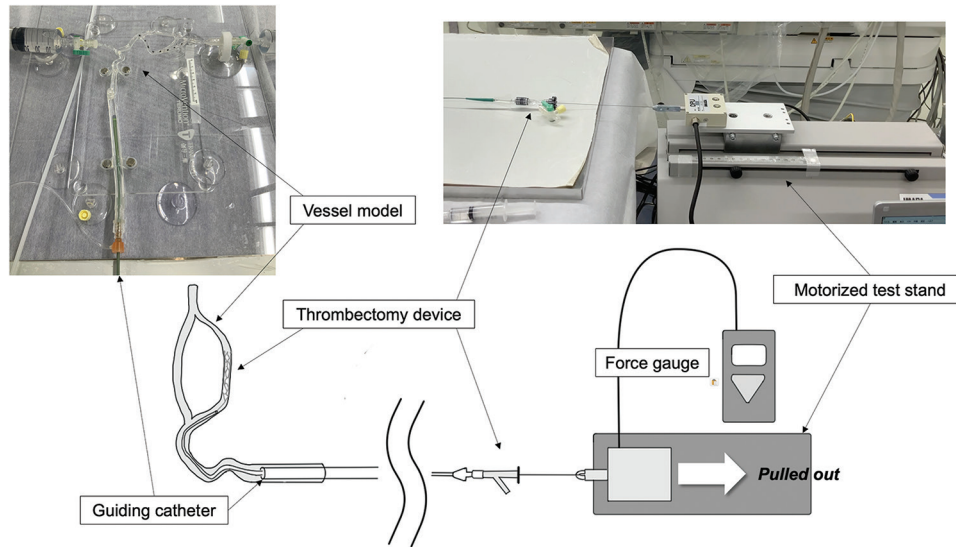 Vessel model
Thrombectomy device
Motorized test stand
Force gauge
Pulled out
Guiding catheter